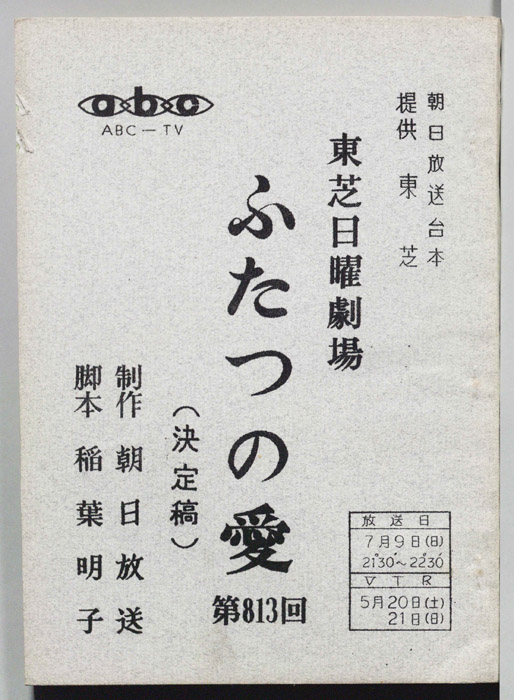 朝日放送台本
提供 東芝
東芝日曜劇場
ふたつの愛
第813回
(決定稿)
制作 朝日放送
脚本 稲葉明子
abc
ABC－TV
放送日
7月9日(日)
21°30′～22°30′
VTR
5月20日(土)
21日(日)